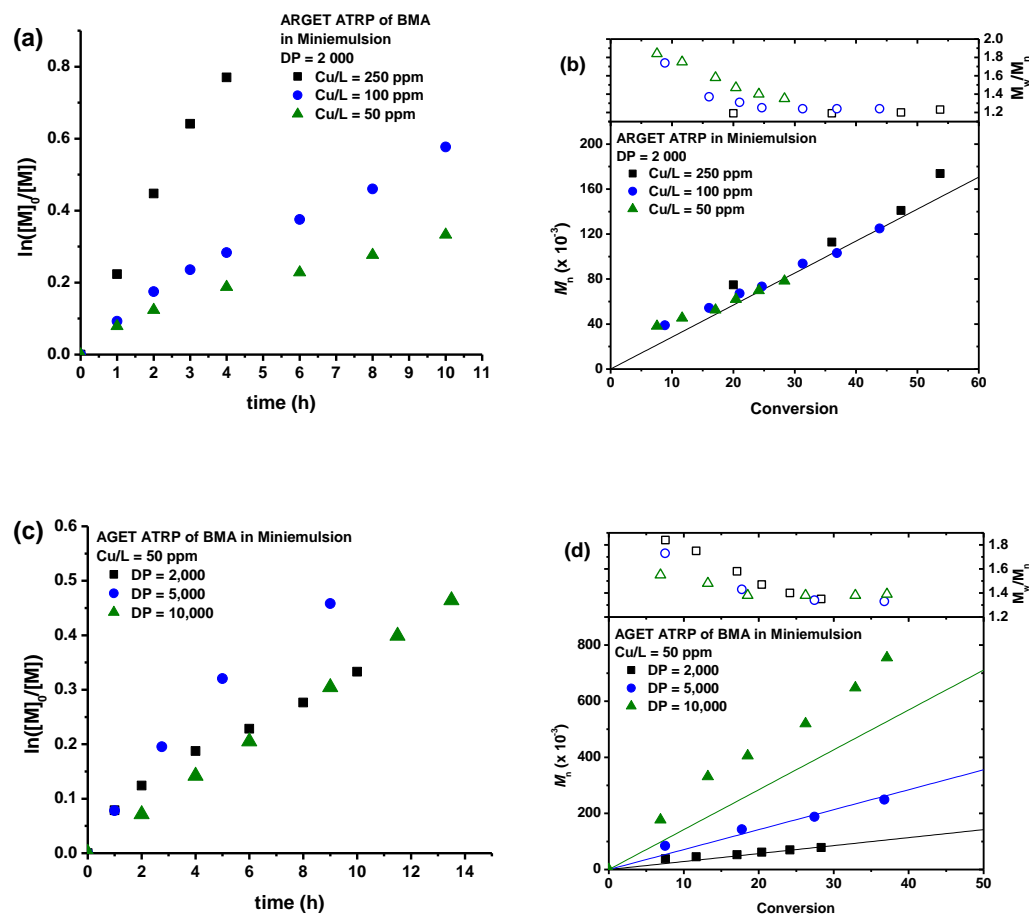 (a)
ARGET ATRP of BMA
in Miniemulsion
DP = 2 000
Cu/L = 250 ppm
Cu/L = 100 ppm
Cu/L = 50 ppm
ln([M]0/[M])
0.8
0.6
0.4
0.2
0.0
0 1 2 3 4 5 6 7 8 9 10 11
time (h)
(b)
2.0
1.8
1.6
1.4
1.2
Mw/Mn
ARGET ATRP in Miniemulsion
DP = 2 000
Cu/L = 250 ppm
Cu/L = 100 ppm
Cu/L = 50 ppm
Mn (x 10-3)
200
160
120
80
40
0
0 10 20 30 40 50 60
Conversion
(c)
AGET ATRP of BMA in Miniemulsion
Cu/L = 50 ppm
DP = 2,000
DP = 5,000
DP = 10,000
ln([M]0/[M])
0.6
0.5
0.4
0.3
0.2
0.1
0.0
0 2 4 6 8 10 12 14
time (h)
(d)
1.8
1.6
1.4
1.2
Mw/Mn
AGET ATRP of BMA in Miniemulsion
Cu/L = 50 ppm
DP = 2,000
DP = 5,000
DP = 10,000
Mn (x 10-3)
800
600
400
200
0
0 10 20 30 40 50
Conversion